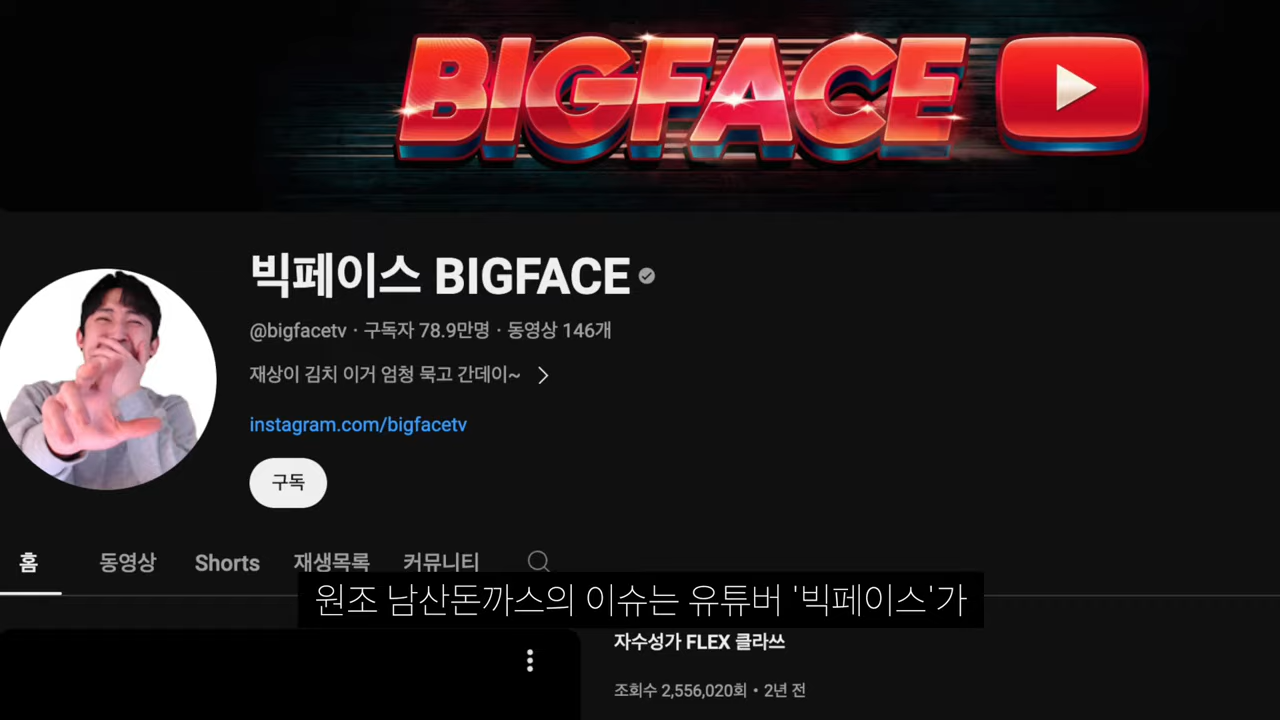 BIGFACE
빅페이스 BIGFACE
@bigfacetv · 구독자 78.9만명 · 동영상 146개
재상이 김치 이거 엄청 묵고 간데이~
instagram.com/bigfacetv
구독
홈 동영상 Shorts 재생목록 커뮤니티
원조 남산돈까스의 이슈는 유튜버 '빅페이스'가
자수성가 FLEX 클라쓰
조회수 2,556,020회 • 2년 전